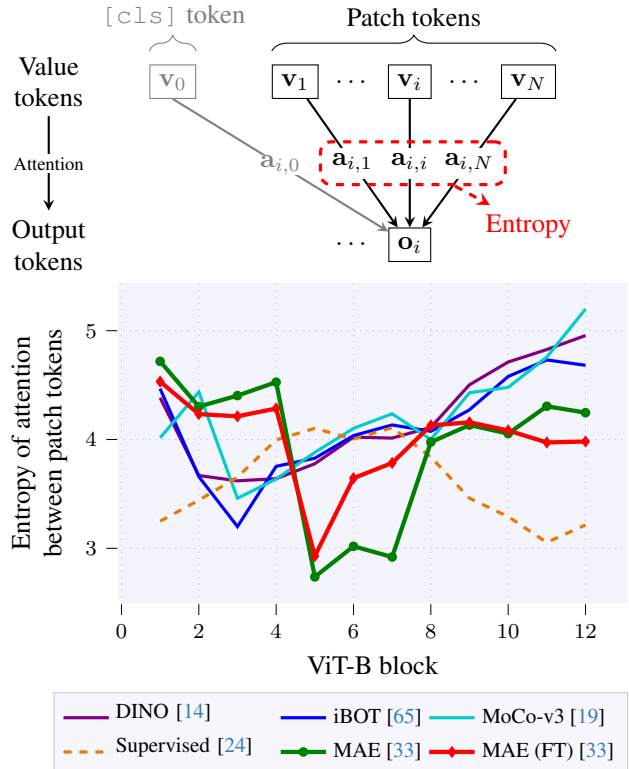 [cls] token Patch tokens
Value tokens
v0 v1 ··· vi ··· vN
Attention
ai,0 ai,1 ai,i ai,N
Entropy
Output tokens
··· oi
Entropy of attention
between patch tokens
5
4
3
0 2 4 6 8 10 12
ViT-B block
DINO [14] iBOT [65] MoCo-v3 [19]
Supervised [24] MAE [33] MAE (FT) [33]